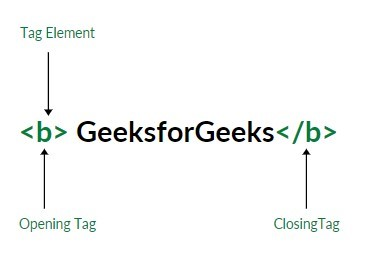 Tag Element
<b> GeeksforGeeks</b>
Opening Tag
ClosingTag